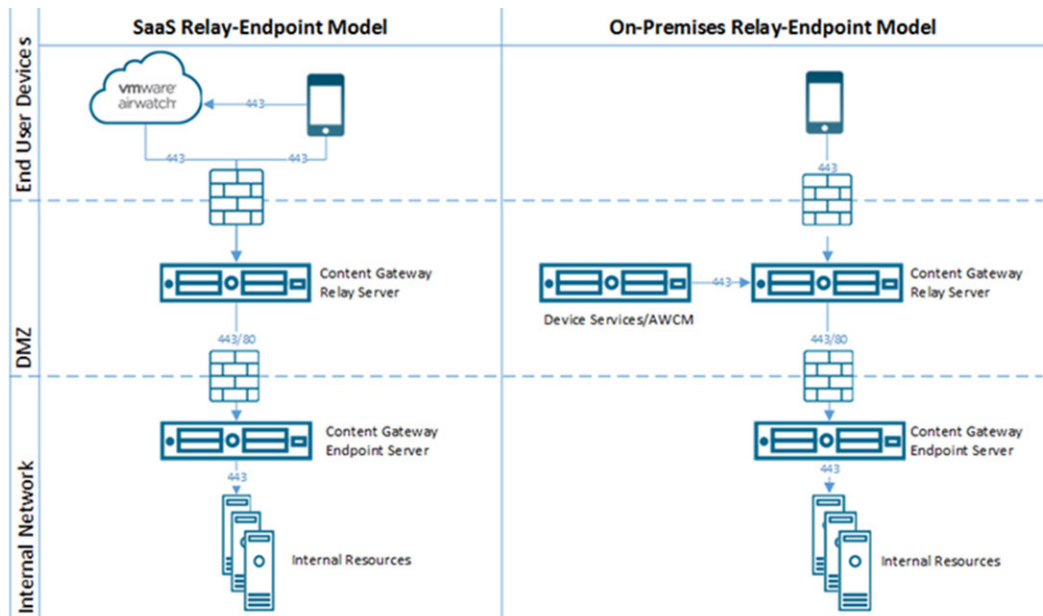 SaaS Relay-Endpoint Model
On-Premises Relay-Endpoint Model
End User Devices
vmware
airwatch
443
443
443
443
Content Gateway
Relay Server
443
Device Services/AWCM
Content Gateway
Relay Server
DMZ
443/80
443/80
Content Gateway
Endpoint Server
Content Gateway
Endpoint Server
Internal Network
443
443
Internal Resources
Internal Resources